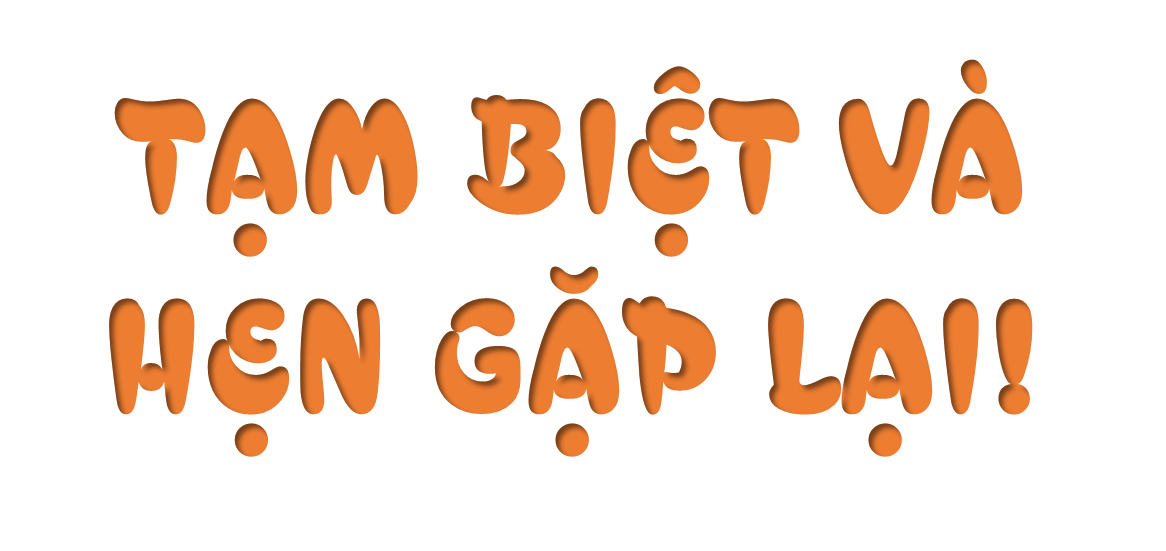 TẠM BIỆT VÀ
HẸN GẶP LẠI!